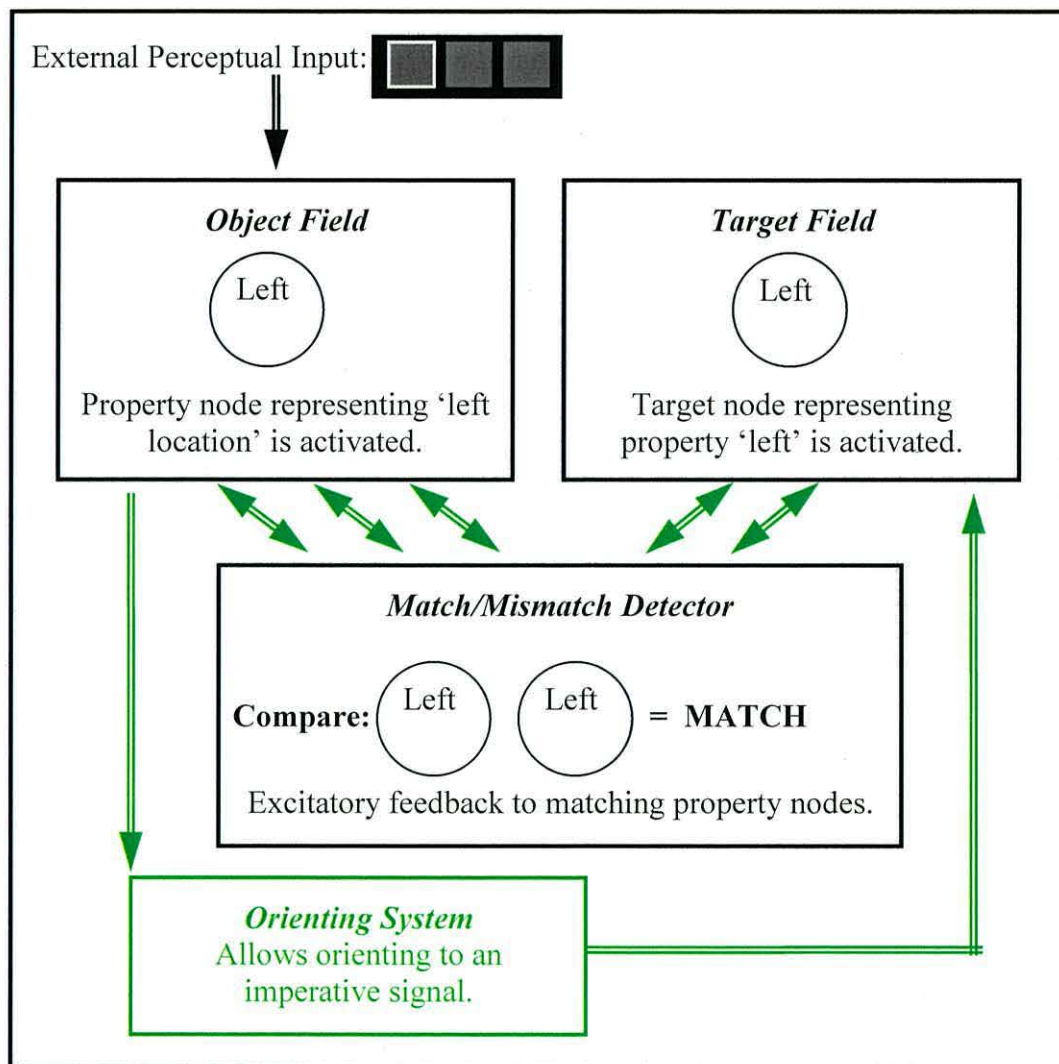 External Perceptual Input:
Object Field
Left
Property node representing ‘left
location’ is activated.
Target Field
Left
Target node representing
property ‘left’ is activated.
Match/Mismatch Detector
Compare: Left Left = MATCH
Excitatory feedback to matching property nodes.
Orienting System
Allows orienting to an
imperative signal.